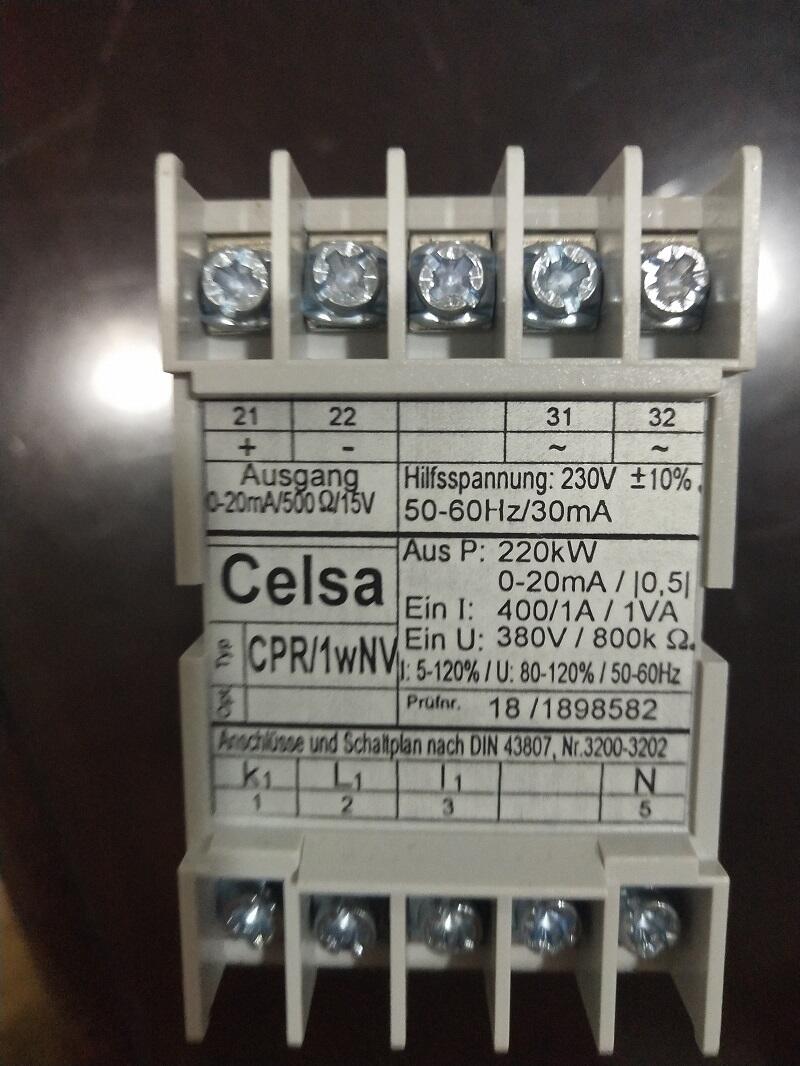 21 22 31 32
+ - ~ ~
Ausgang
0-20mA/500 Ω/15V
Hilfsspannung: 230V ±10%
50-60Hz/30mA
Celsa
Aus P: 220kW
0-20mA / |0,5|
Ein I: 400/1A / 1VA
Ein U: 380V / 800k Ω
Typ CPR/1wNV
I: 5-120% / U: 80-120% / 50-60Hz
Opt.
Prüfnr. 18 /1898582
Anschlüsse und Schaltplan nach DIN 43807, Nr.3200-3202
k1 L1 l1 N
1 2 3 5